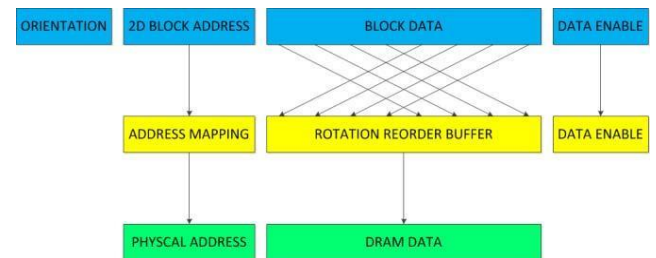 ORIENTATION
2D BLOCK ADDRESS
BLOCK DATA
DATA ENABLE
ADDRESS MAPPING
ROTATION REORDER BUFFER
DATA ENABLE
PHYSCAL ADDRESS
DRAM DATA